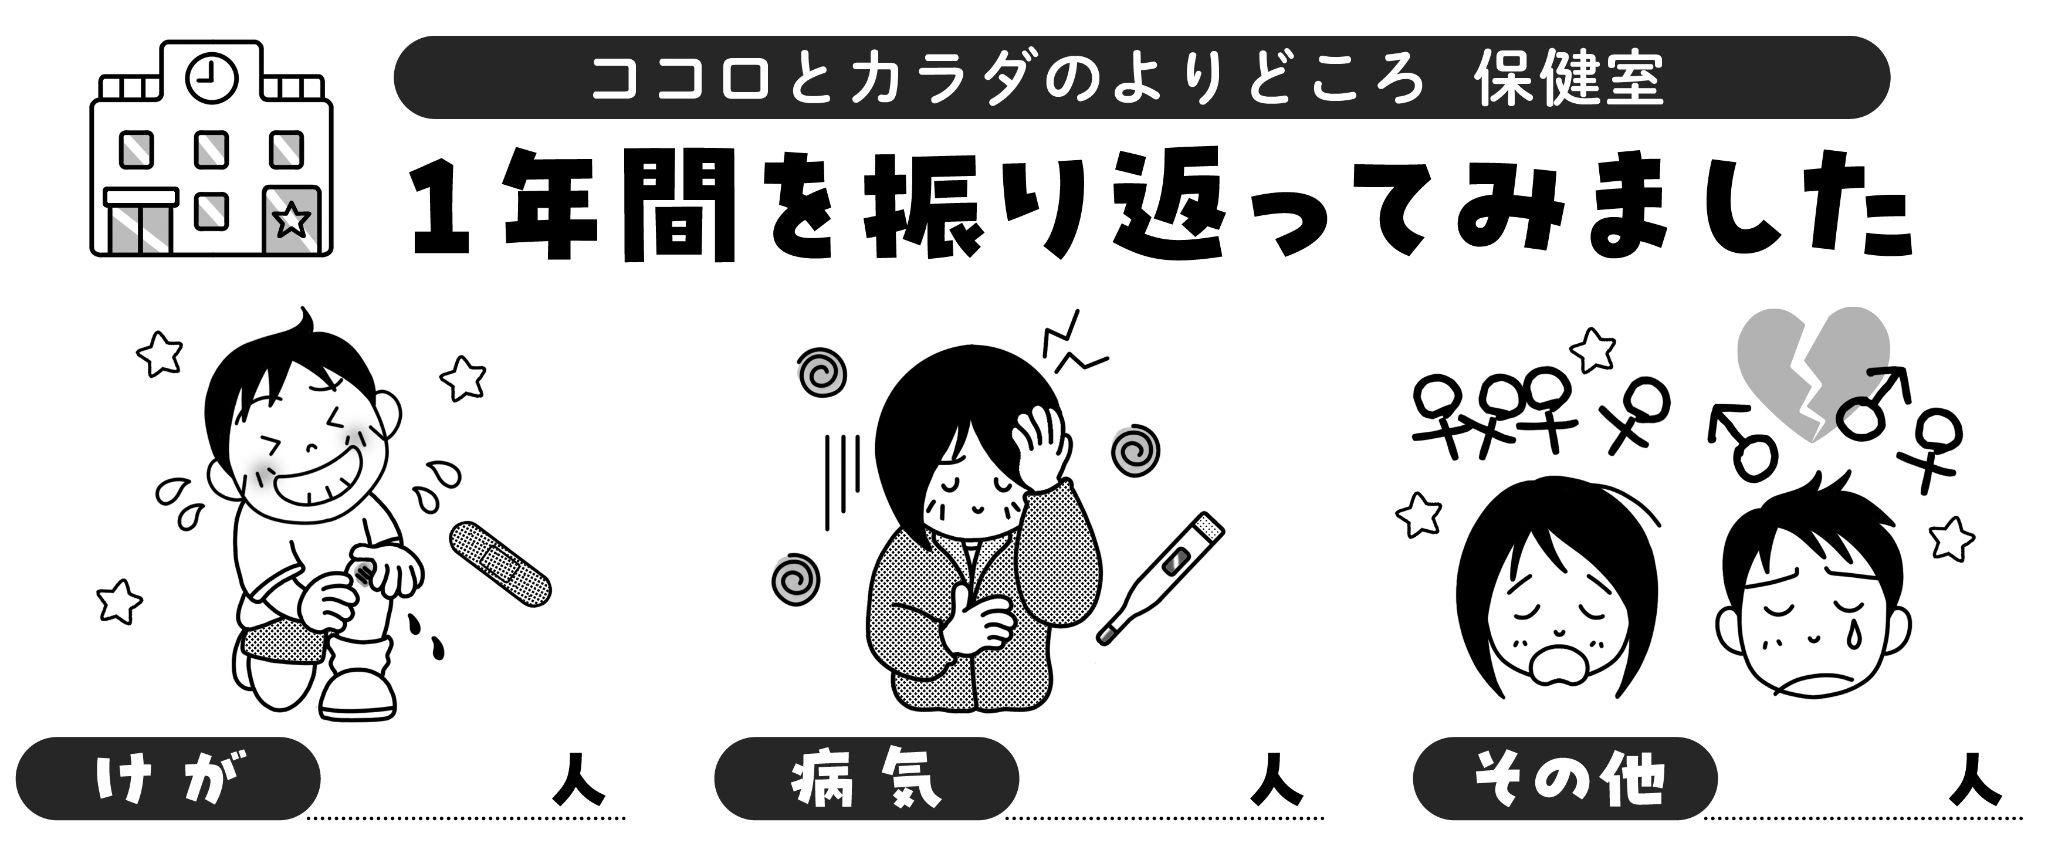 ココロとカラダのよりどころ 保健室
1年間を振り返ってみました
けが 人
病気 人
その他 人